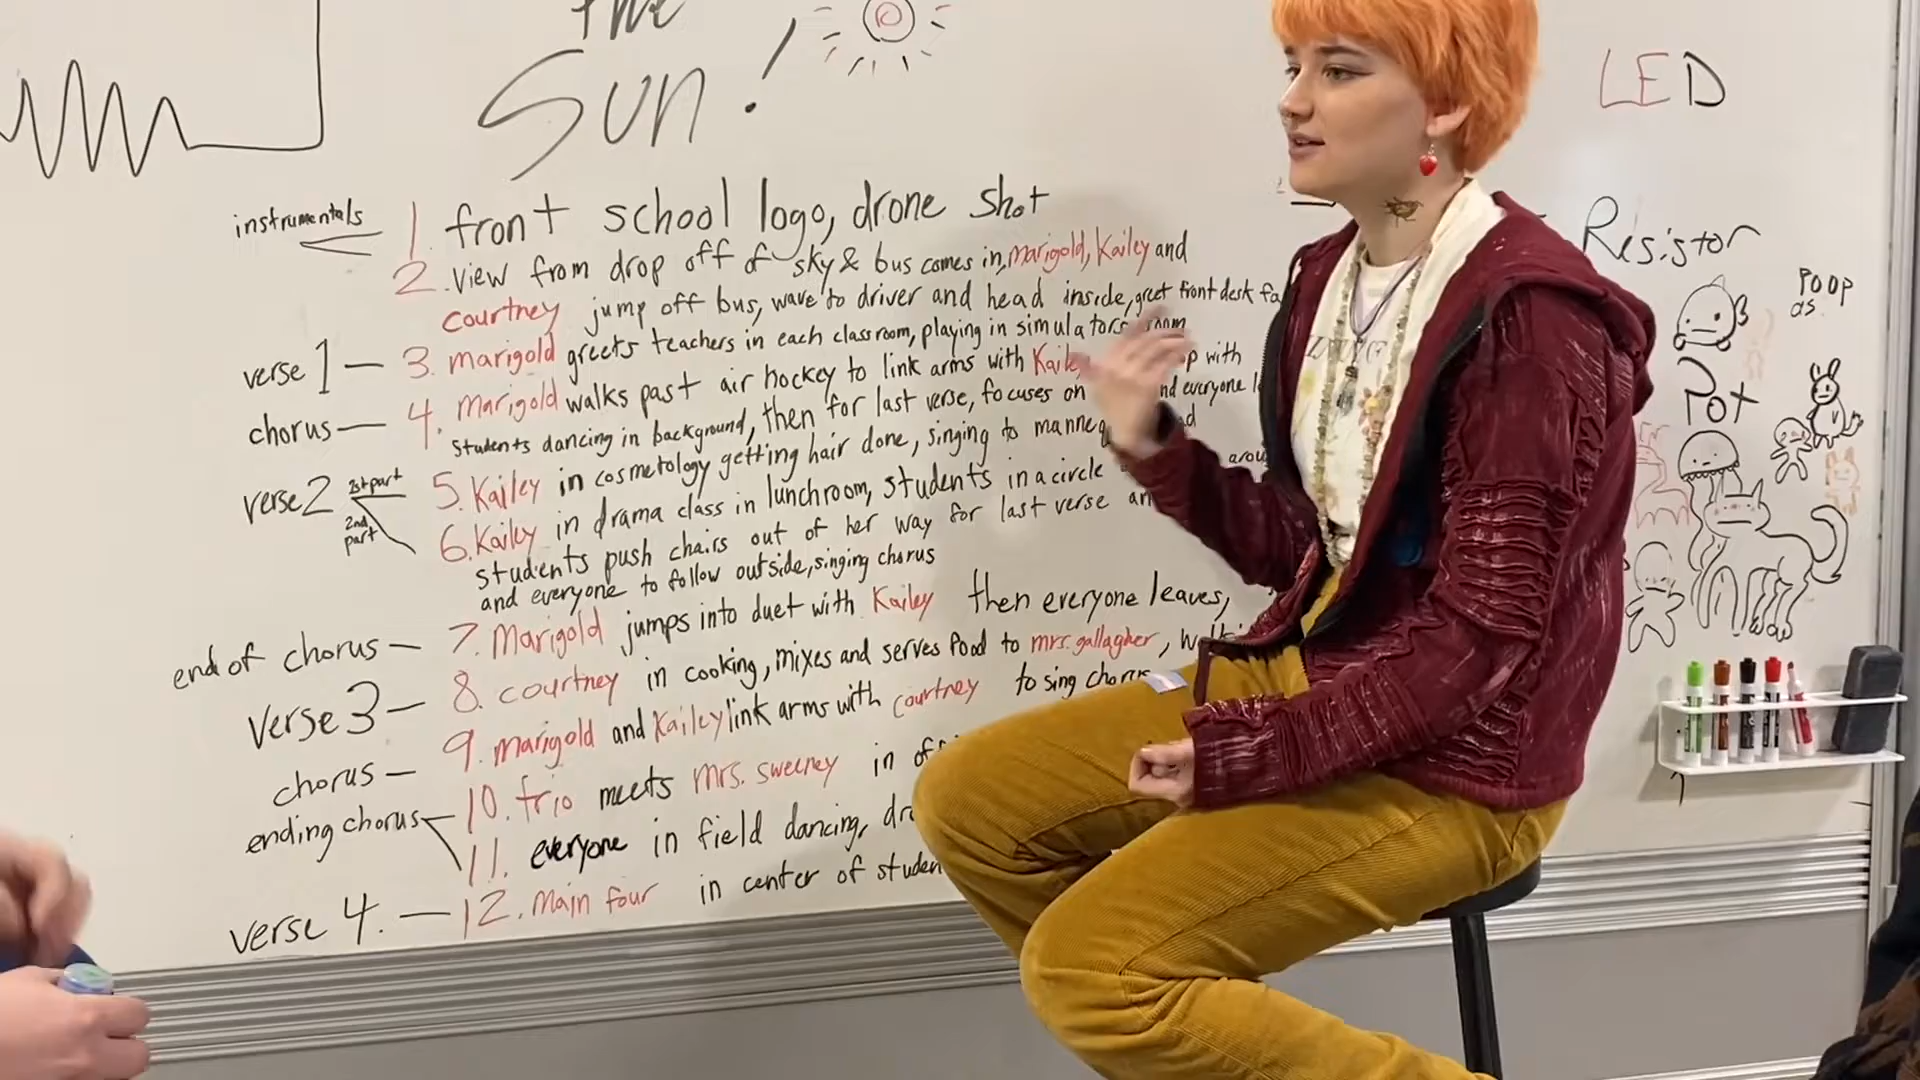 the
Sun!
instrumentals
1. front school logo, drone shot
2. view from drop off of sky & bus comes in, Marigold, Kailey and
courtney jump off bus, wave to driver and head inside, greet front desk
verse 1 — 3. marigold greets teachers in each classroom, playing in simulators room
chorus — 4. Marigold walks past air hockey to link arms with with
students dancing in background, then for last verse, focuses on everyone
verse 2 1st part 5. Kailey in cosmetology getting hair done, singing to
2nd part 6. Kailey in drama class in lunchroom, students in a circle
students push chairs out of her way for last verse
and everyone to follow outside, singing chorus
end of chorus — 7. Marigold jumps into duet with Kailey then everyone leaves,
verse 3 — 8. courtney in cooking, mixes and serves food to mrs. gallagher,
chorus — 9. marigold and Kailey link arms with courtney to sing chorus
ending chorus 10. trio meets mrs. sweeney in
11. everyone in field dancing,
verse 4. — 12. Main four in center of
LED
Resistor
Poop
as
Pot